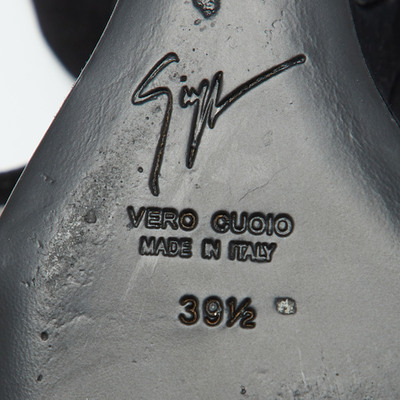 VERO CUOIO
MADE IN ITALY
39½